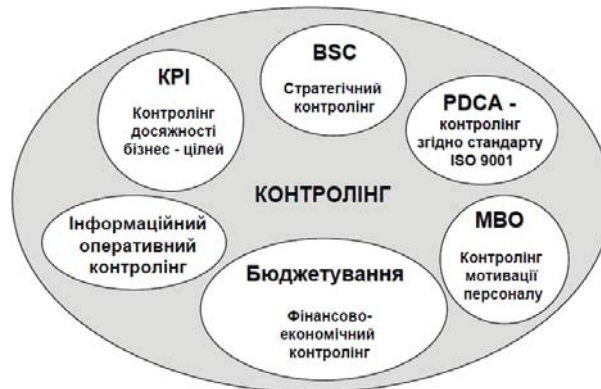 BSC
Стратегічний
контролінг
KPI
Контролінг
досяжності
бізнес - цілей
PDCA -
контролінг
згідно стандарту
ISO 9001
КОНТРОЛІНГ
Інформаційний
оперативний
контролінг
MBO
Контролінг
мотивації
персоналу
Бюджетування
Фінансово-
економічний
контролінг